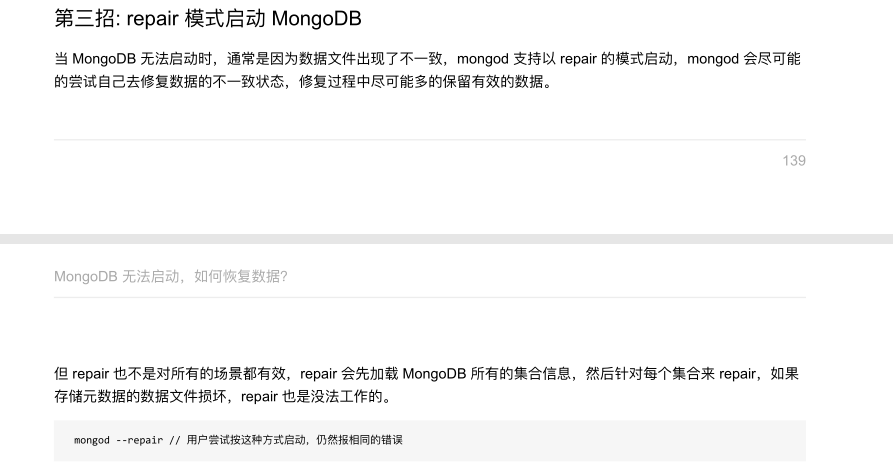 第三招: repair 模式启动 MongoDB
当 MongoDB 无法启动时，通常是因为数据文件出现了不一致，mongod 支持以 repair 的模式启动，mongod 会尽可能
的尝试自己去修复数据的不一致状态，修复过程中尽可能多的保留有效的数据。
139
MongoDB 无法启动，如何恢复数据?
但 repair 也不是对所有的场景都有效，repair 会先加载 MongoDB 所有的集合信息，然后针对每个集合来 repair，如果
存储元数据的数据文件损坏，repair 也是没法工作的。
mongod --repair // 用户尝试按这种方式启动，仍然报相同的错误